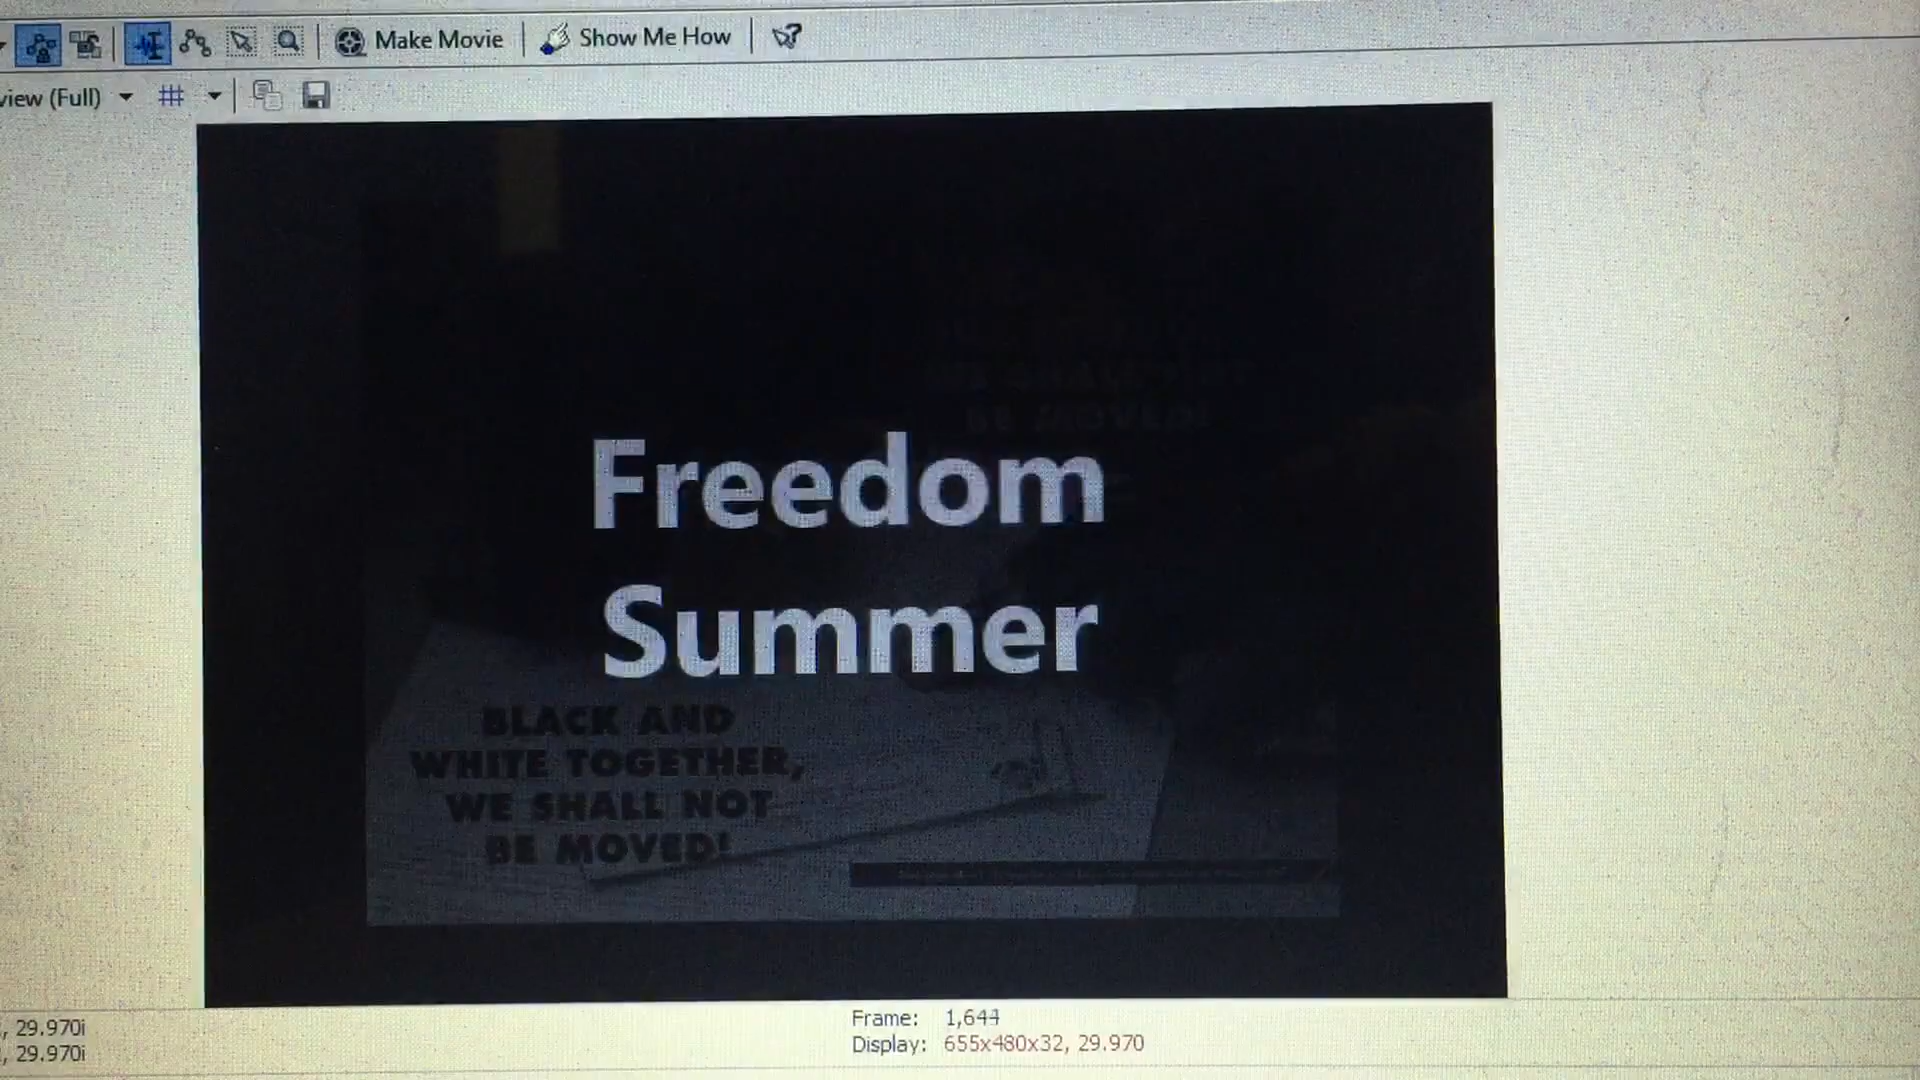 Make Movie
Show Me How
view (Full)
Freedom
Summer
BLACK AND
WHITE TOGETHER,
WE SHALL NOT
BE MOVED!
, 29.970i
, 29.970i
Frame: 1,644
Display: 655x480x32, 29.970